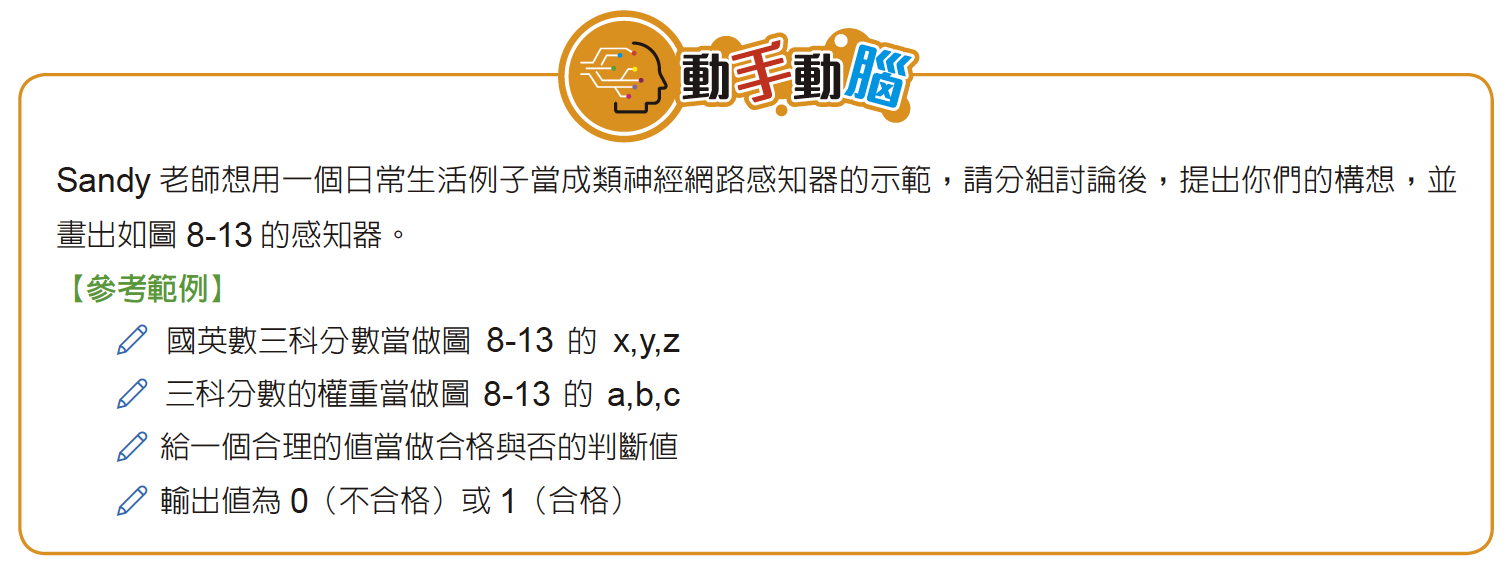 動手動腦
Sandy 老師想用一個日常生活例子當成類神經網路感知器的示範，請分組討論後，提出你們的構想，並
畫出如圖 8-13 的感知器。
【參考範例】
國英數三科分數當做圖 8-13 的 x,y,z
三科分數的權重當做圖 8-13 的 a,b,c
給一個合理的值當做合格與否的判斷值
輸出值為 0（不合格）或 1（合格）